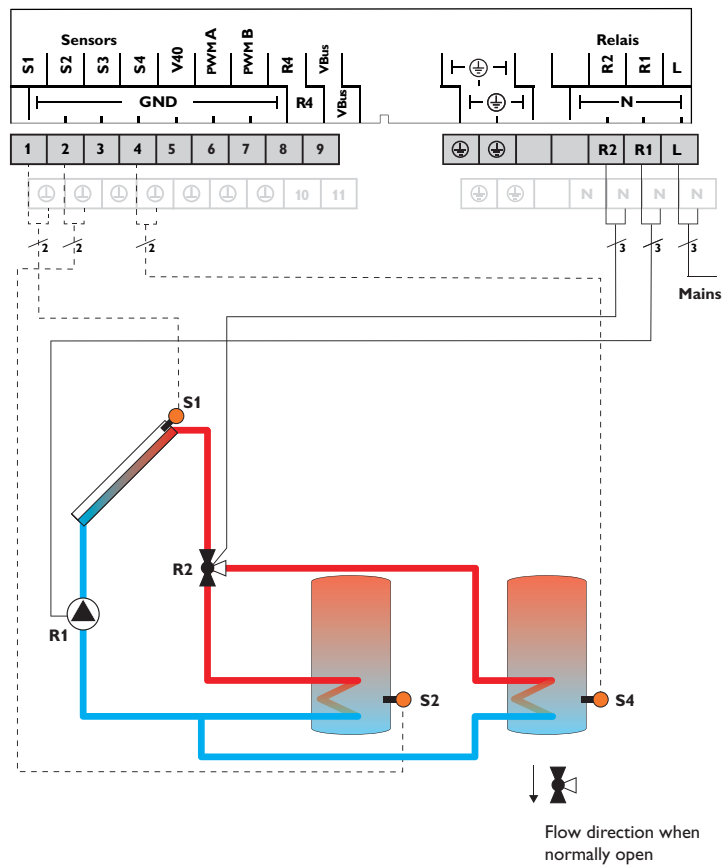 Sensors
Relais
S1 S2 S3 S4 V40 PWM A PWM B R4 VBus
R2 R1 L
GND
R4 VBus
N
1 2 3 4 5 6 7 8 9
R2 R1 L
10 11
N N N N
2 2 2
3 3 3
Mains
S1
R2
R1
S2
S4
Flow direction when
normally open